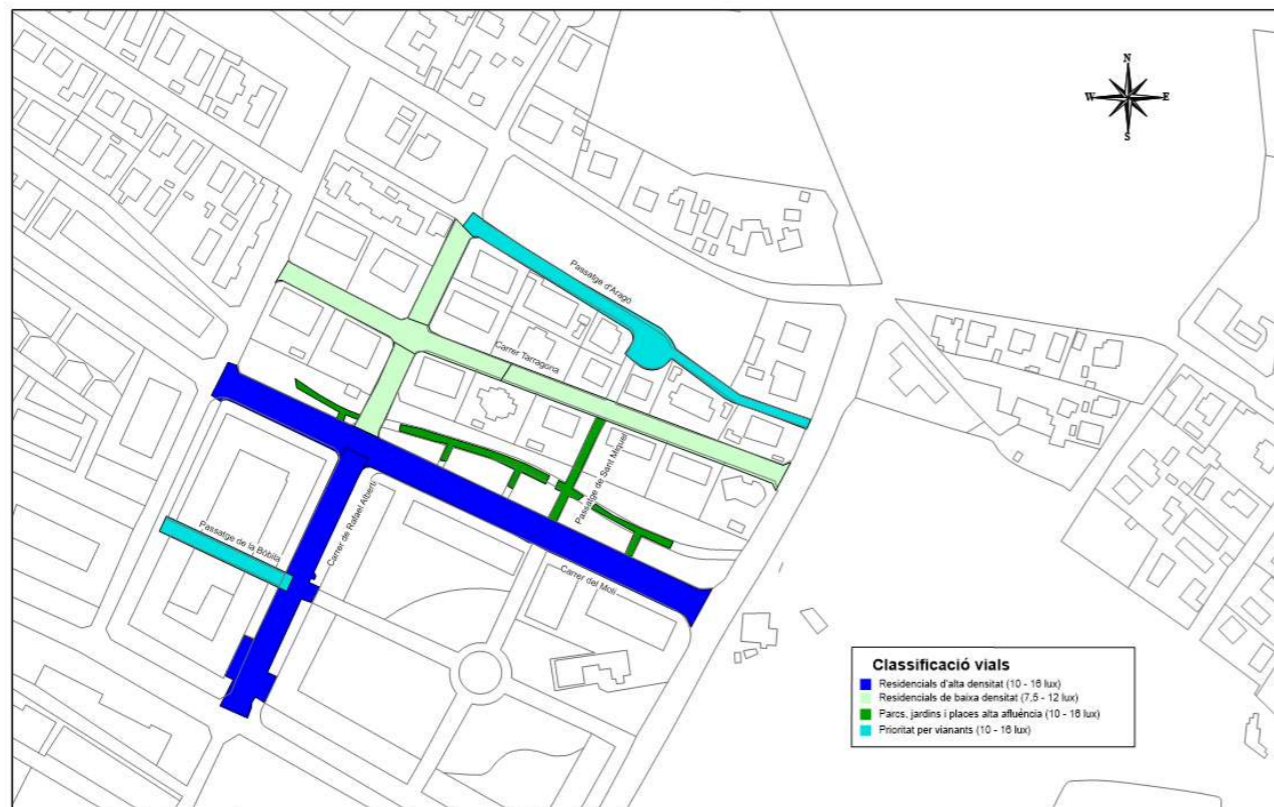 N
W E
S
Passatge d'Aragó
Carrer Tarragona
Passatge de Sant Miquel
Carrer de Rafael Alberti
Passatge de la Bòbila
Carrer del Molí
Classificació vials
Residencials d'alta densitat (10 - 16 lux)
Residencials de baixa densitat (7,5 - 12 lux)
Parcs, jardins i places alta afluència (10 - 16 lux)
Prioritat per vianants (10 - 16 lux)